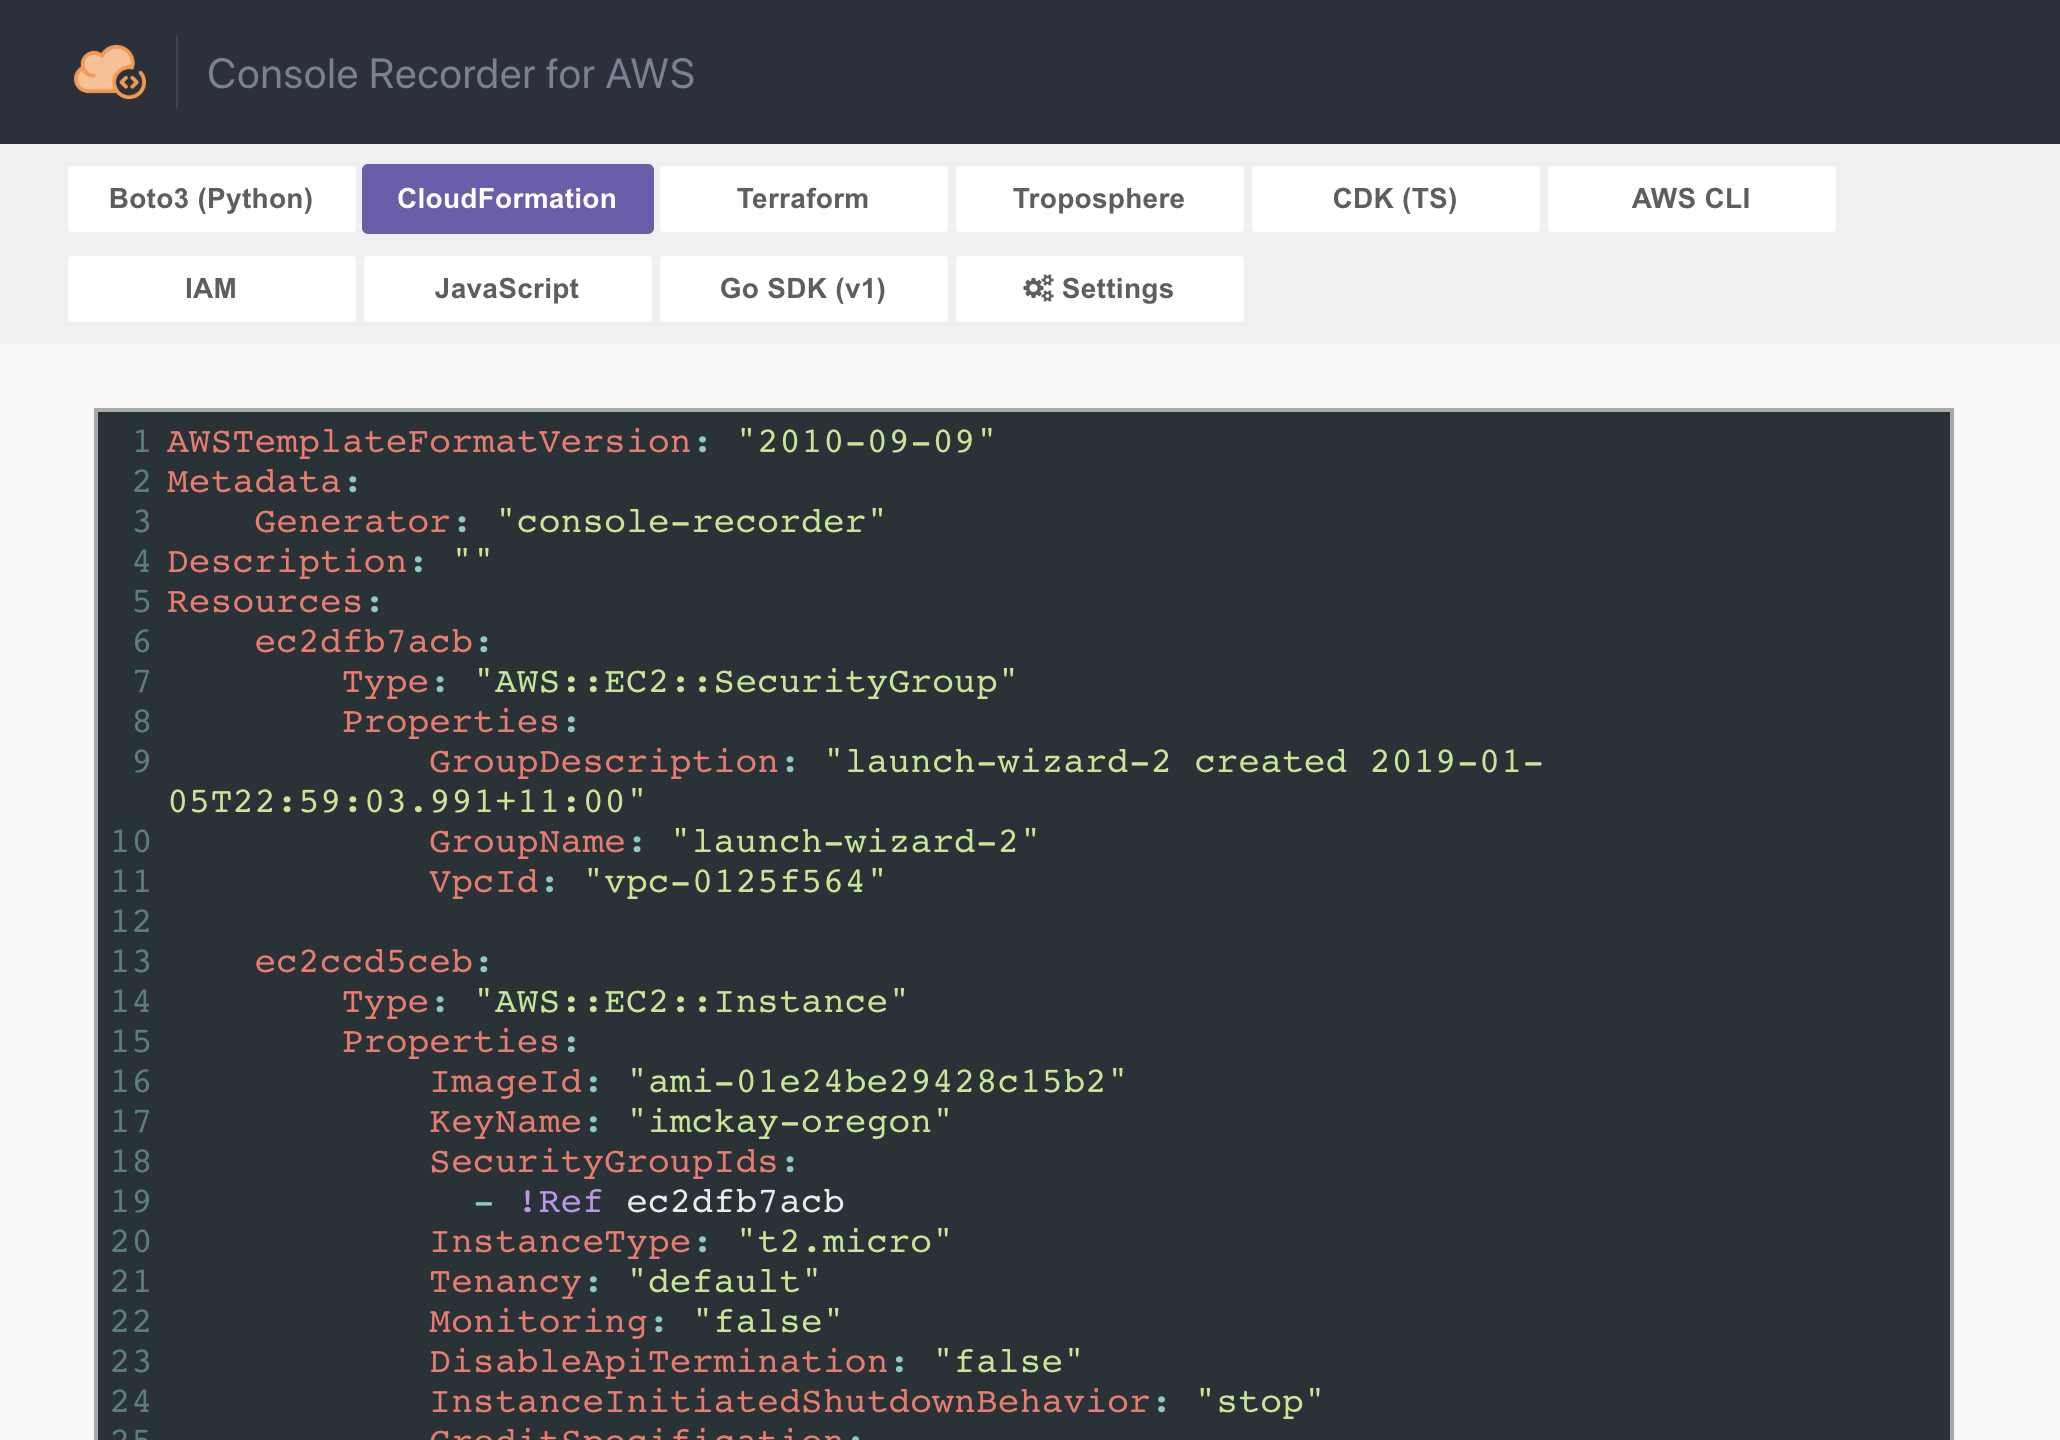 Console Recorder for AWS
Boto3 (Python) CloudFormation Terraform Troposphere CDK (TS) AWS CLI
IAM JavaScript Go SDK (v1) Settings
1 AWSTemplateFormatVersion: "2010-09-09"
2 Metadata:
3     Generator: "console-recorder"
4 Description: ""
5 Resources:
6     ec2dfb7acb:
7         Type: "AWS::EC2::SecurityGroup"
8         Properties:
9             GroupDescription: "launch-wizard-2 created 2019-01-
05T22:59:03.991+11:00"
10             GroupName: "launch-wizard-2"
11             VpcId: "vpc-0125f564"
12
13     ec2ccd5ceb:
14         Type: "AWS::EC2::Instance"
15         Properties:
16             ImageId: "ami-01e24be29428c15b2"
17             KeyName: "imckay-oregon"
18             SecurityGroupIds:
19               - !Ref ec2dfb7acb
20             InstanceType: "t2.micro"
21             Tenancy: "default"
22             Monitoring: "false"
23             DisableApiTermination: "false"
24             InstanceInitiatedShutdownBehavior: "stop"
25             CreditSpecification: